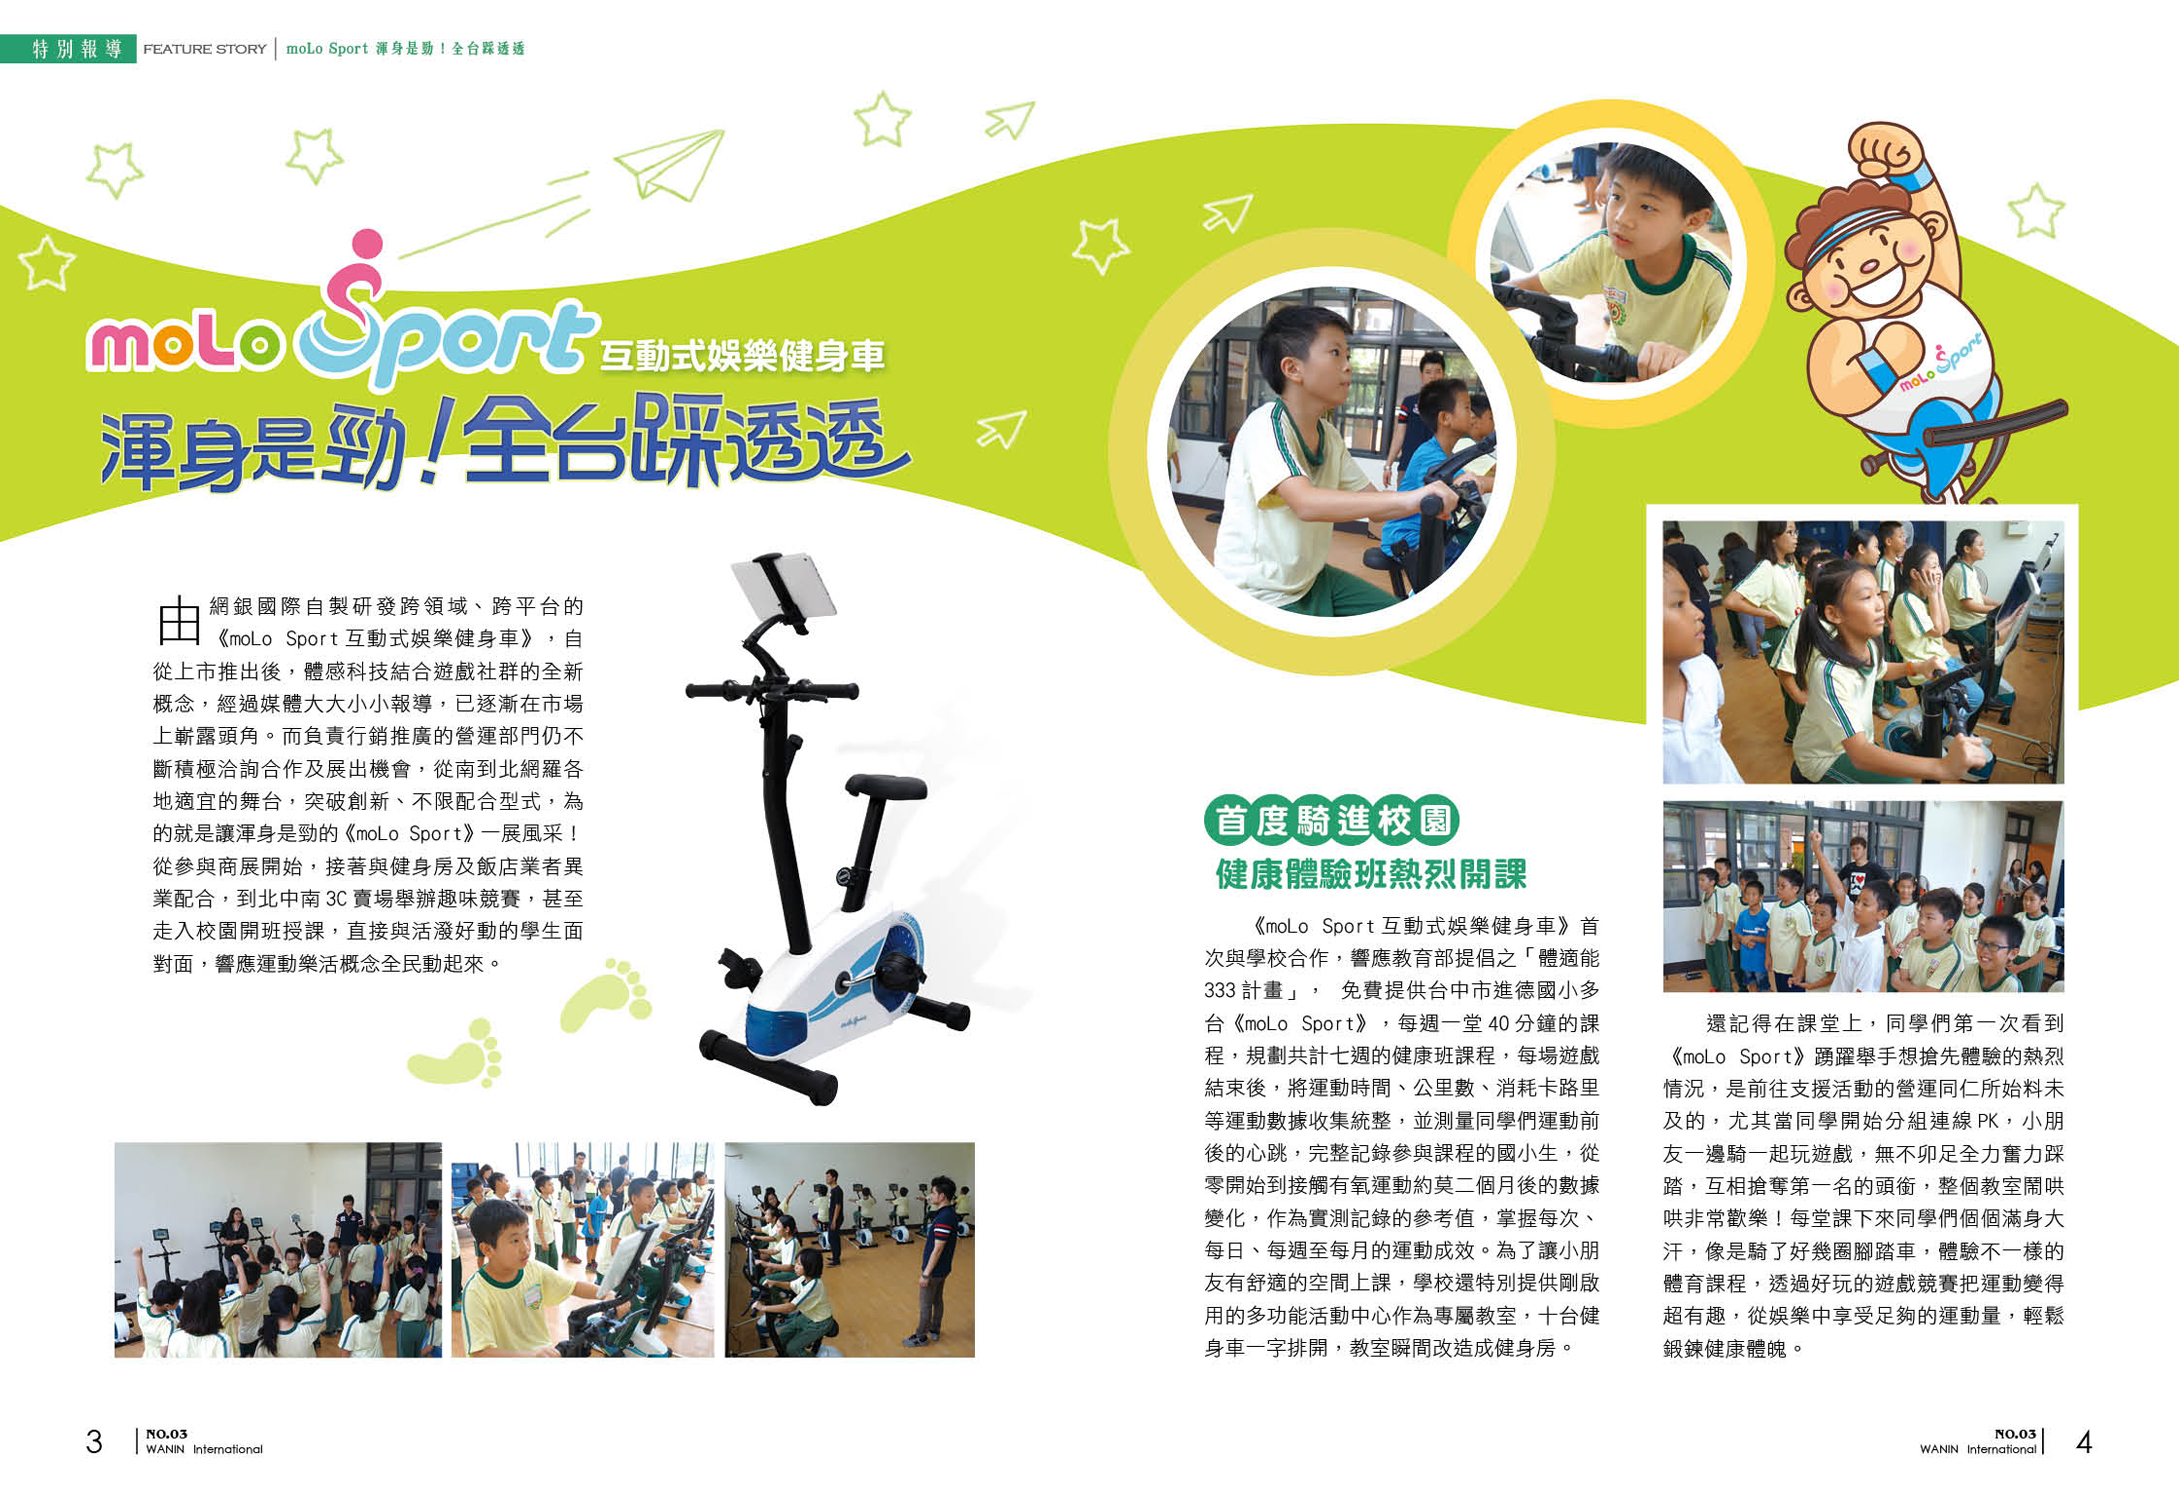 特別報導 FEATURE STORY moLo Sport 渾身是勁！全台踩透透
moLo Sport 互動式娛樂健身車
渾身是勁！全台踩透透
由網銀國際自製研發跨領域、跨平台的
《moLo Sport 互動式娛樂健身車》，自
從上市推出後，體感科技結合遊戲社群的全新
概念，經過媒體大大小小報導，已逐漸在市場
上嶄露頭角。而負責行銷推廣的營運部門仍不
斷積極洽詢合作及展出機會，從南到北網羅各
地適宜的舞台，突破創新、不限配合型式，為
的就是讓渾身是勁的《moLo Sport》一展風采！
從參與商展開始，接著與健身房及飯店業者異
業配合，到北中南 3C 賣場舉辦趣味競賽，甚至
走入校園開班授課，直接與活潑好動的學生面
對面，響應運動樂活概念全民動起來。
moLo Sport
首度騎進校園
健康體驗班熱烈開課
《moLo Sport 互動式娛樂健身車》首
次與學校合作，響應教育部提倡之「體適能
333 計畫」， 免費提供台中市進德國小多
台《moLo Sport》，每週一堂 40 分鐘的課
程，規劃共計七週的健康班課程，每場遊戲
結束後，將運動時間、公里數、消耗卡路里
等運動數據收集統整，並測量同學們運動前
後的心跳，完整記錄參與課程的國小生，從
零開始到接觸有氧運動約莫二個月後的數據
變化，作為實測記錄的參考值，掌握每次、
每日、每週至每月的運動成效。為了讓小朋
友有舒適的空間上課，學校還特別提供剛啟
用的多功能活動中心作為專屬教室，十台健
身車一字排開，教室瞬間改造成健身房。
還記得在課堂上，同學們第一次看到
《moLo Sport》踴躍舉手想搶先體驗的熱烈
情況，是前往支援活動的營運同仁所始料未
及的，尤其當同學開始分組連線 PK，小朋
友一邊騎一起玩遊戲，無不卯足全力奮力踩
踏，互相搶奪第一名的頭銜，整個教室鬧哄
哄非常歡樂！每堂課下來同學們個個滿身大
汗，像是騎了好幾圈腳踏車，體驗不一樣的
體育課程，透過好玩的遊戲競賽把運動變得
超有趣，從娛樂中享受足夠的運動量，輕鬆
鍛鍊健康體魄。
3 NO.03
WANIN International
NO.03
WANIN International 4